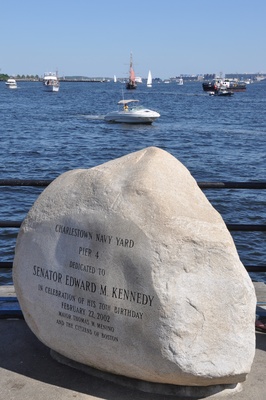 CHARLESTOWN NAVY YARD
PIER 4
DEDICATED TO
SENATOR EDWARD M. KENNEDY
IN CELEBRATION OF HIS 70TH BIRTHDAY
FEBRUARY 22, 2002
MAYOR THOMAS M. MENINO
AND THE CITIZENS OF BOSTON